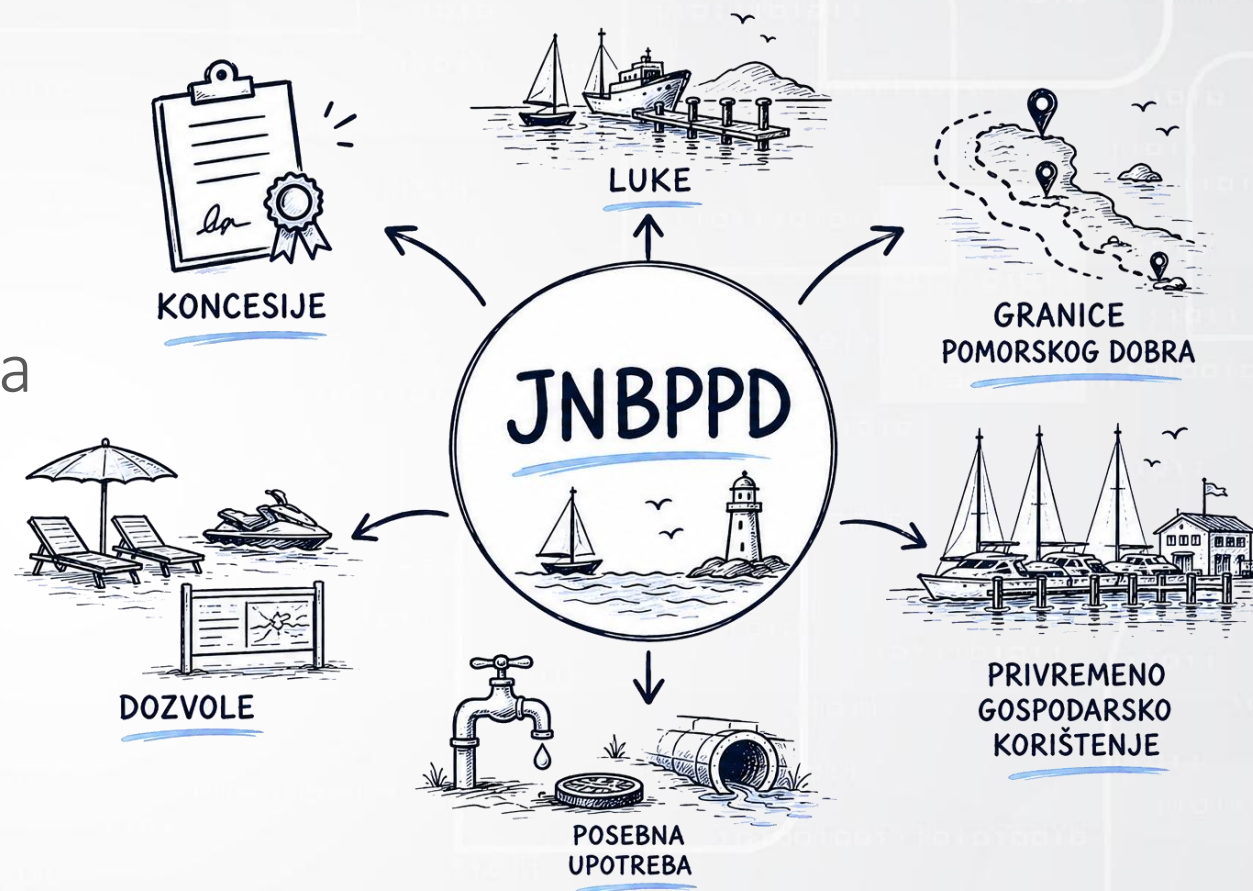 LUKE
KONCESIJE
GRANICE
POMORSKOG DOBRA
a
JNBPPD
DOZVOLE
PRIVREMENO
GOSPODARSKO
KORIŠTENJE
POSEBNA
UPOTREBA